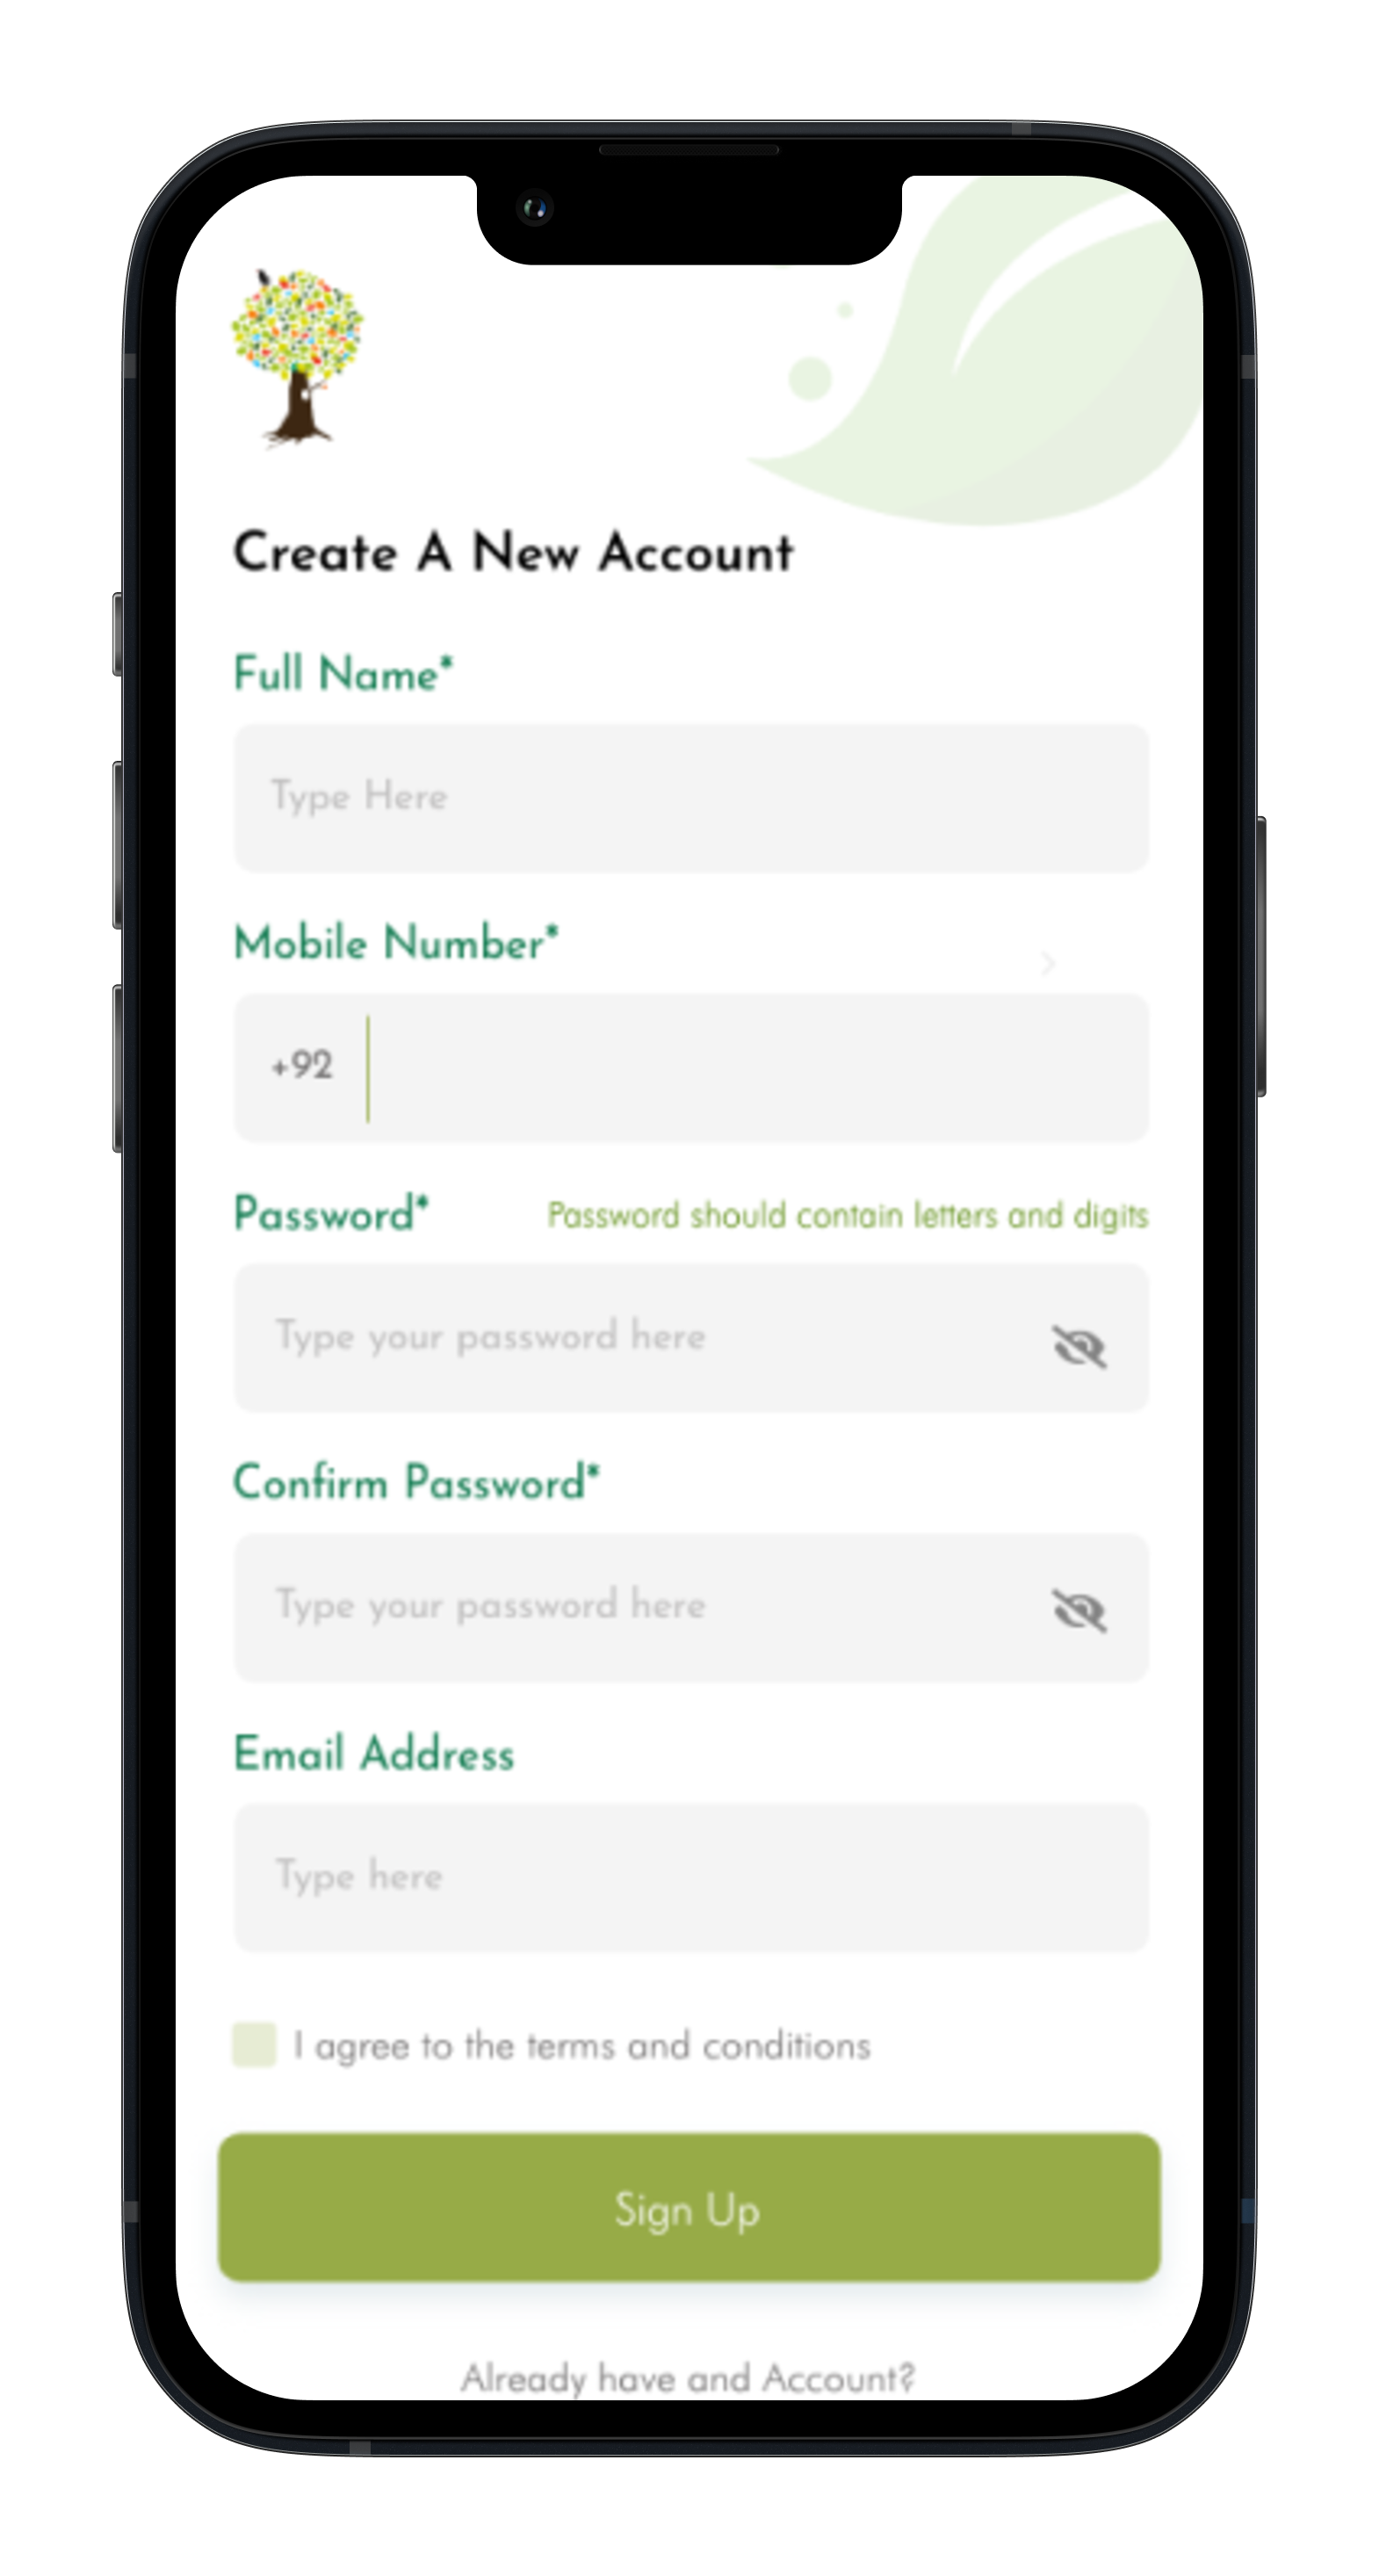 Create A New Account
Full Name*
Type Here
Mobile Number*
+92
Password* Password should contain letters and digits
Type your password here
Confirm Password*
Type your password here
Email Address
Type here
I agree to the terms and conditions
Sign Up
Already have and Account?